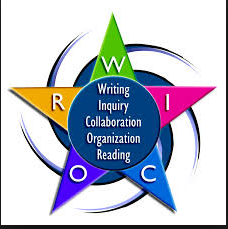 W
R
I
Writing
Inquiry
Collaboration
Organization
Reading
O
C